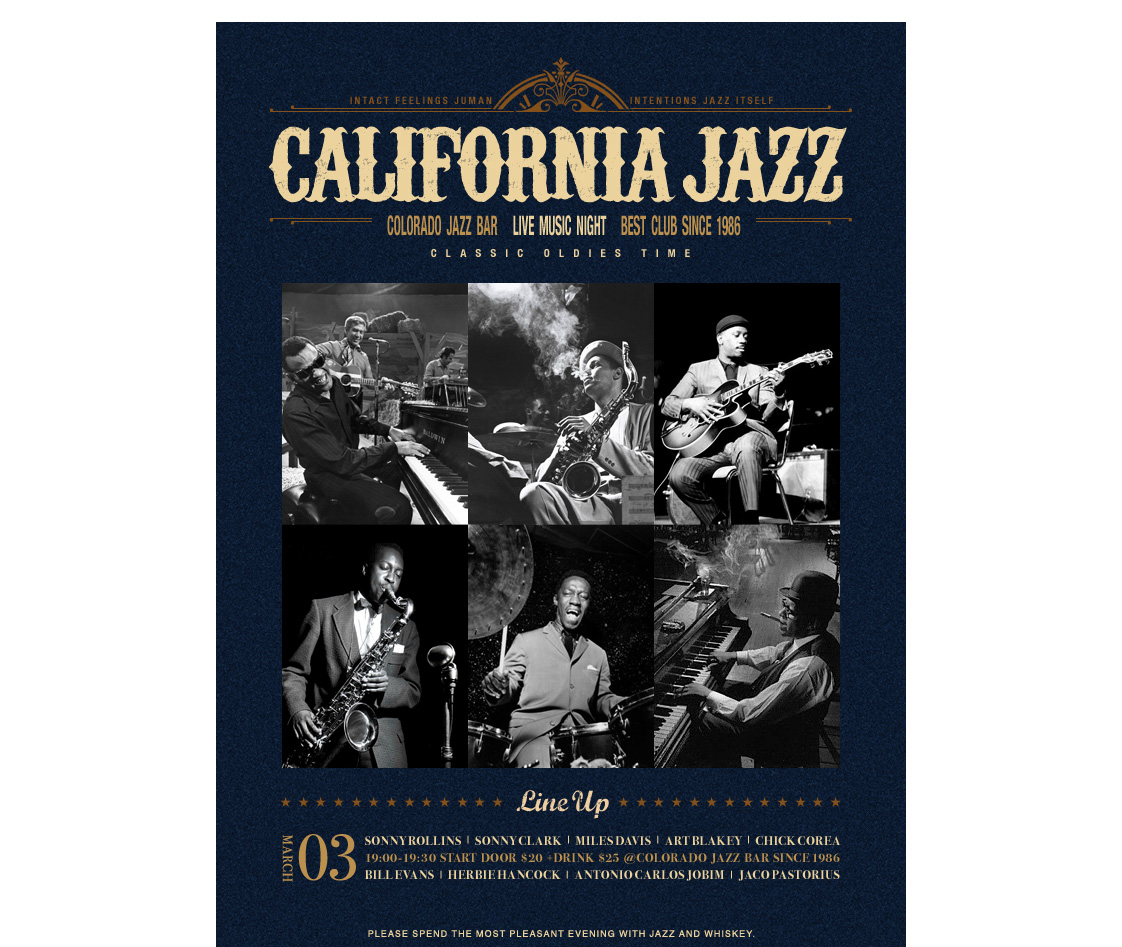 INTACT FEELINGS JUMAN INTENTIONS JAZZ ITSELF
CALIFORNIA JAZZ
COLORADO JAZZ BAR LIVE MUSIC NIGHT BEST CLUB SINCE 1986
CLASSIC OLDIES TIME
BALDWIN
Line Up
MARCH
03
SONNY ROLLINS | SONNY CLARK | MILES DAVIS | ART BLAKEY | CHICK COREA
19:00-19:30 START DOOR $20 +DRINK $25 @COLORADO JAZZ BAR SINCE 1986
BILL EVANS | HERBIE HANCOCK | ANTONIO CARLOS JOBIM | JACO PASTORIUS
PLEASE SPEND THE MOST PLEASANT EVENING WITH JAZZ AND WHISKEY.